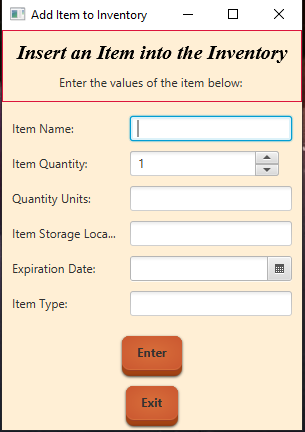 Add Item to Inventory
Insert an Item into the Inventory
Enter the values of the item below:
Item Name:
Item Quantity: 1
Quantity Units:
Item Storage Loca...
Expiration Date:
Item Type:
Enter
Exit